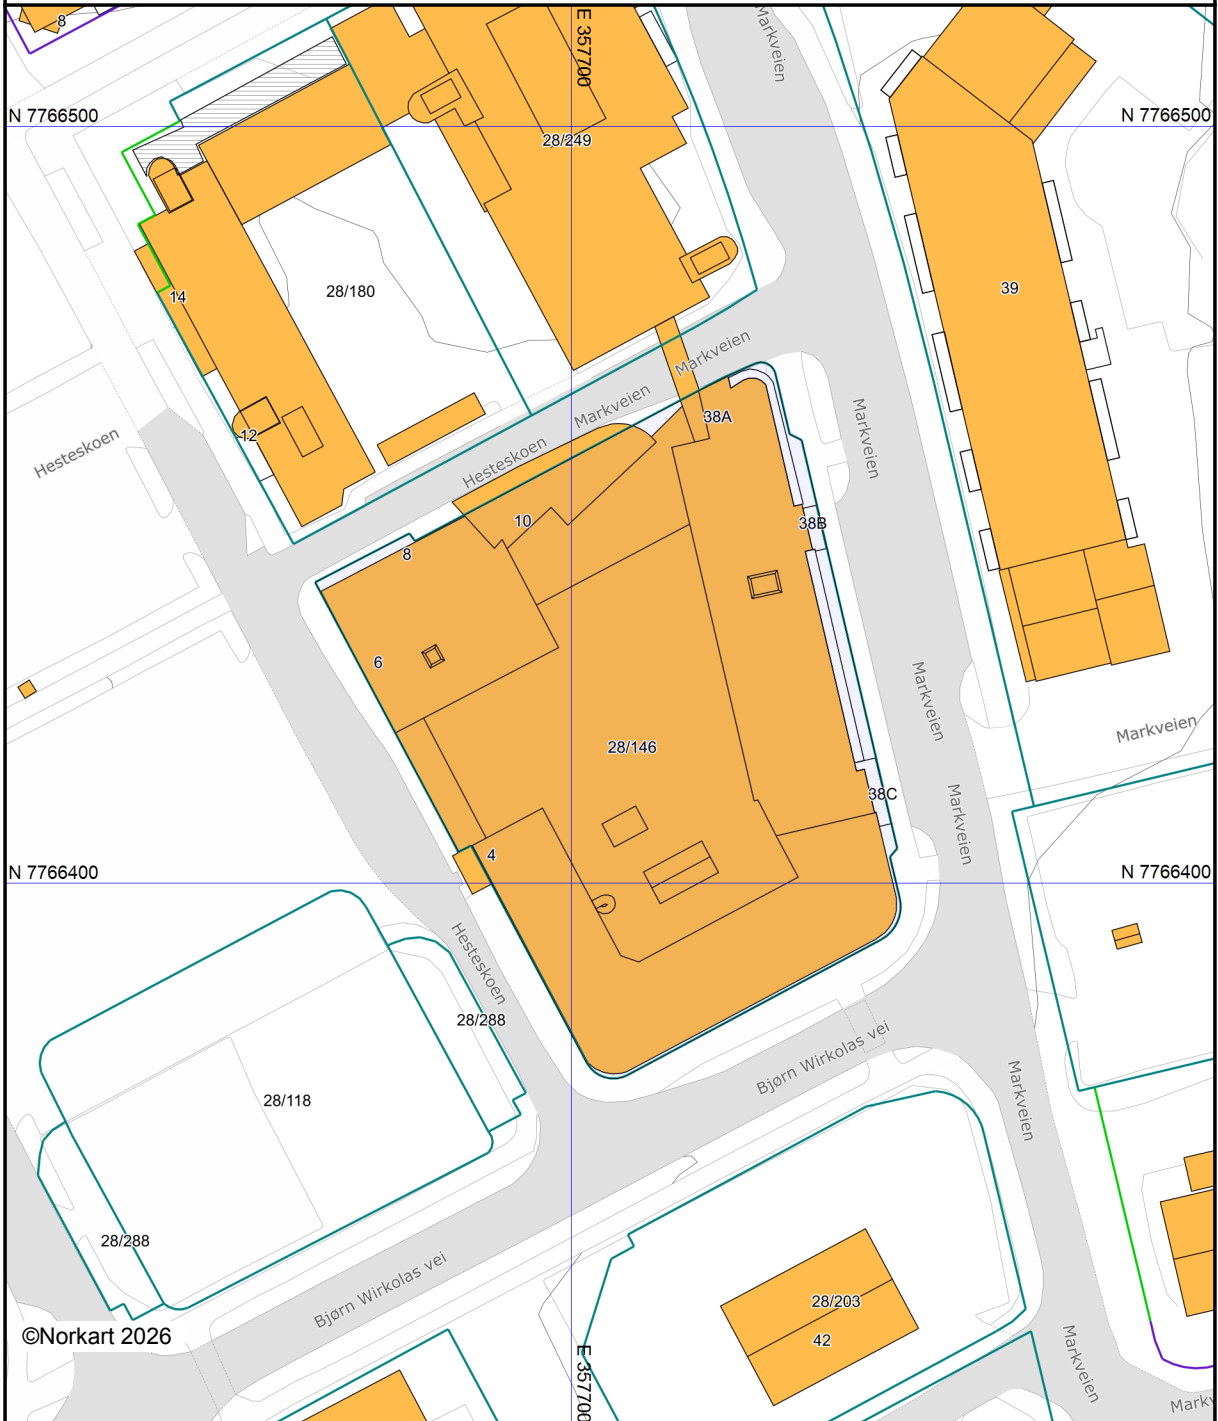 8
E 357700
Markveien
N 7766500
N 7766500
28/249
39
28/180
14
Markveien
Markveien
12
Hesteskoen
Hesteskoen
38A
Markveien
10
38B
8
6
Markveien
Markveien
28/146
38C
Markveien
4
N 7766400
N 7766400
Hesteskoen
28/288
Bjørn Wirkolas vei
28/118
Markveien
28/288
Bjørn Wirkolas vei
28/203
©Norkart 2026
42
E 357700
Markveien
Markv